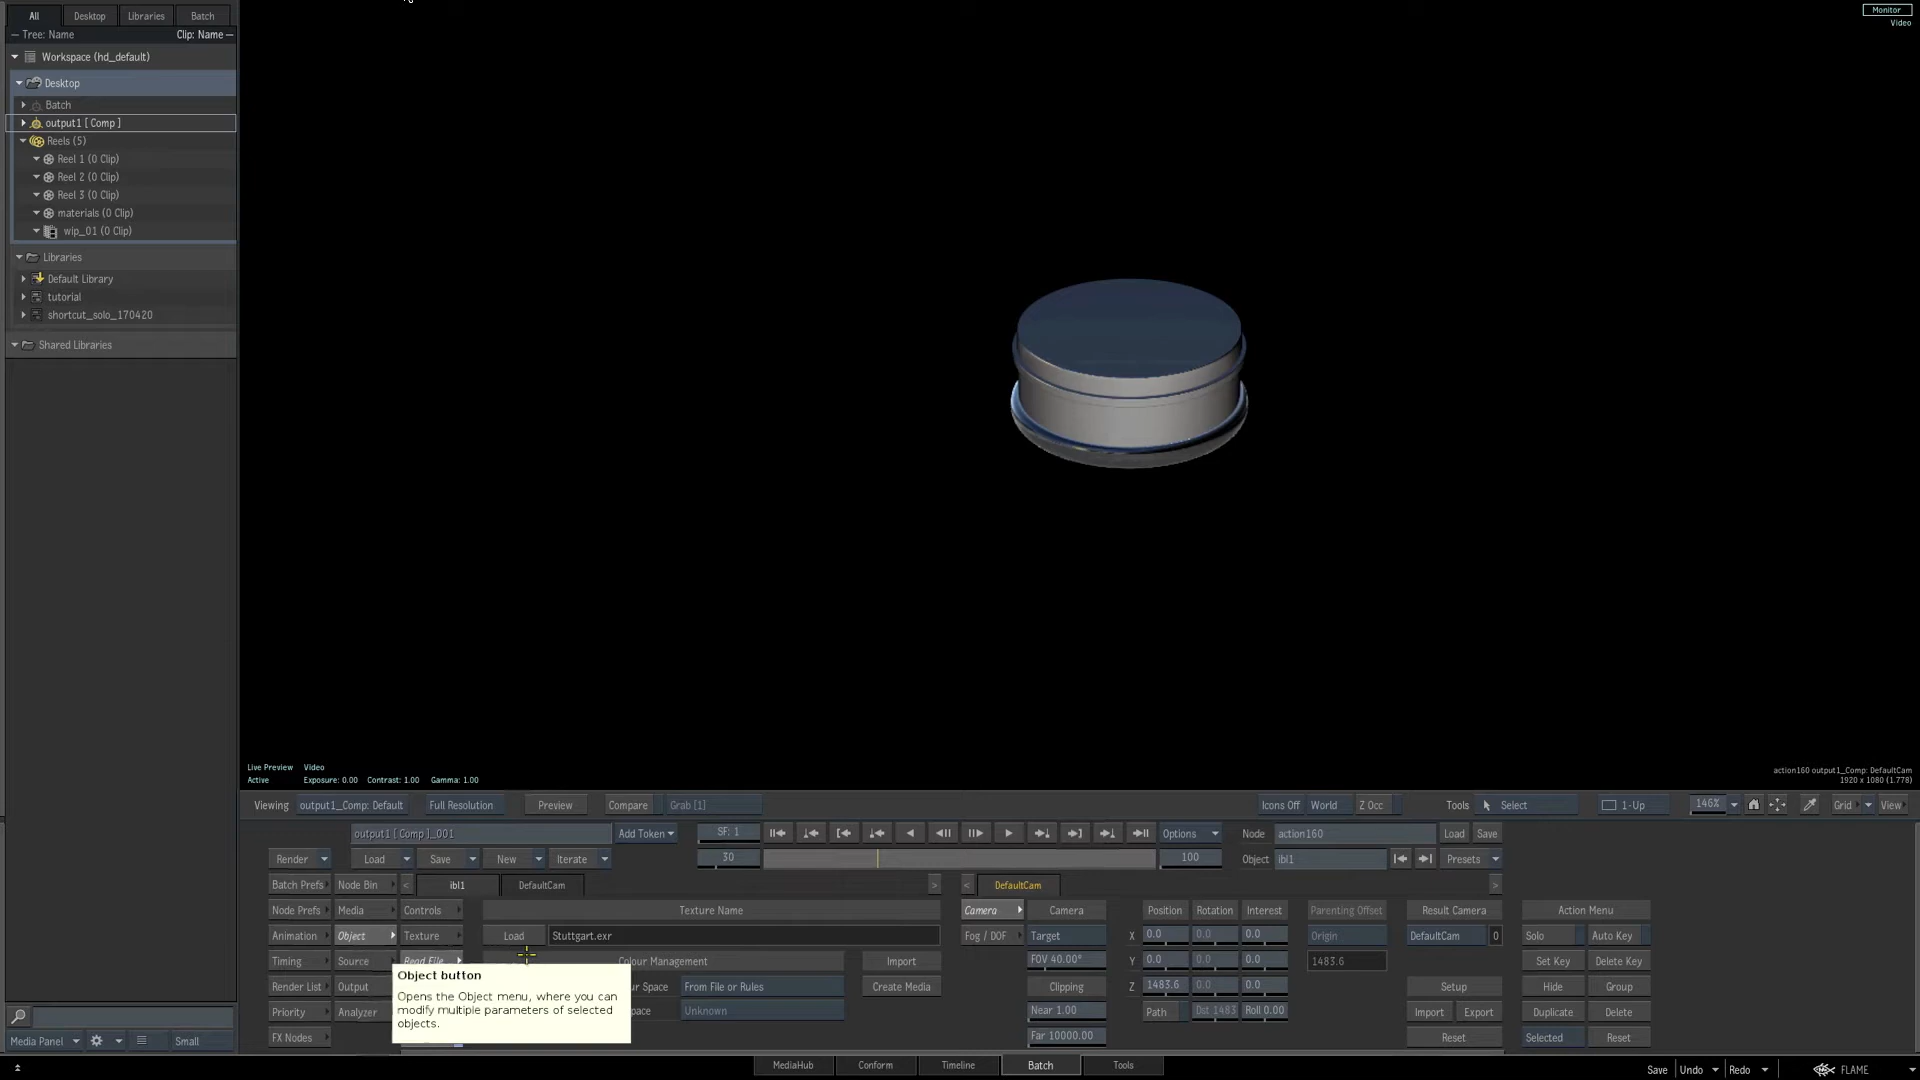 All Desktop Libraries Batch
Tree: Name Clip: Name
Workspace (hd_default)
Desktop
Batch
output1 [ Comp ]
Reels (5)
Reel 1 (0 Clip)
Reel 2 (0 Clip)
Reel 3 (0 Clip)
materials (0 Clip)
wip_01 (0 Clip)
Libraries
Default Library
tutorial
shortcut_solo_170420
Shared Libraries
Monitor
Video
Live Preview Video
Active Exposure: 0.00 Contrast: 1.00 Gamma: 1.00
action160 output1_Comp: DefaultCam
1920 x 1080 (1.778)
Viewing output1_Comp: Default Full Resolution Preview Compare Grab [1] Icons Off World Z Occ Tools Select 1-Up 146% Grid View
output1 [ Comp ]_001 Add Token SF: 1 Options Node action160 Load Save
Render Load Save New Iterate 30 100 Object ibl1 Presets
Batch Prefs Node Bin < ibl1 DefaultCam > < DefaultCam >
Node Prefs Media Controls Texture Name Camera Camera Position Rotation Interest Parenting Offset Result Camera Action Menu
Animation Object Texture Load Stuttgart.exr Fog / DOF Target X 0.0 0.0 0.0 Origin DefaultCam 0 Solo Auto Key
Timing Source Read File Colour Management Import FOV 40.00° Y 0.0 0.0 0.0 1483.6 Set Key Delete Key
Render List Output ur Space From File or Rules Create Media Clipping Z 1483.6 0.0 0.0 Setup Hide Group
Priority Analyzer pace Unknown Near 1.00 Path Dst 1483 Roll 0.00 Import Export Duplicate Delete
FX Nodes Far 10000.00 Reset Selected Reset
Object button
Opens the Object menu, where you can
modify multiple parameters of selected
objects.
Media Panel Small
MediaHub Conform Timeline Batch Tools Save Undo Redo FLAME